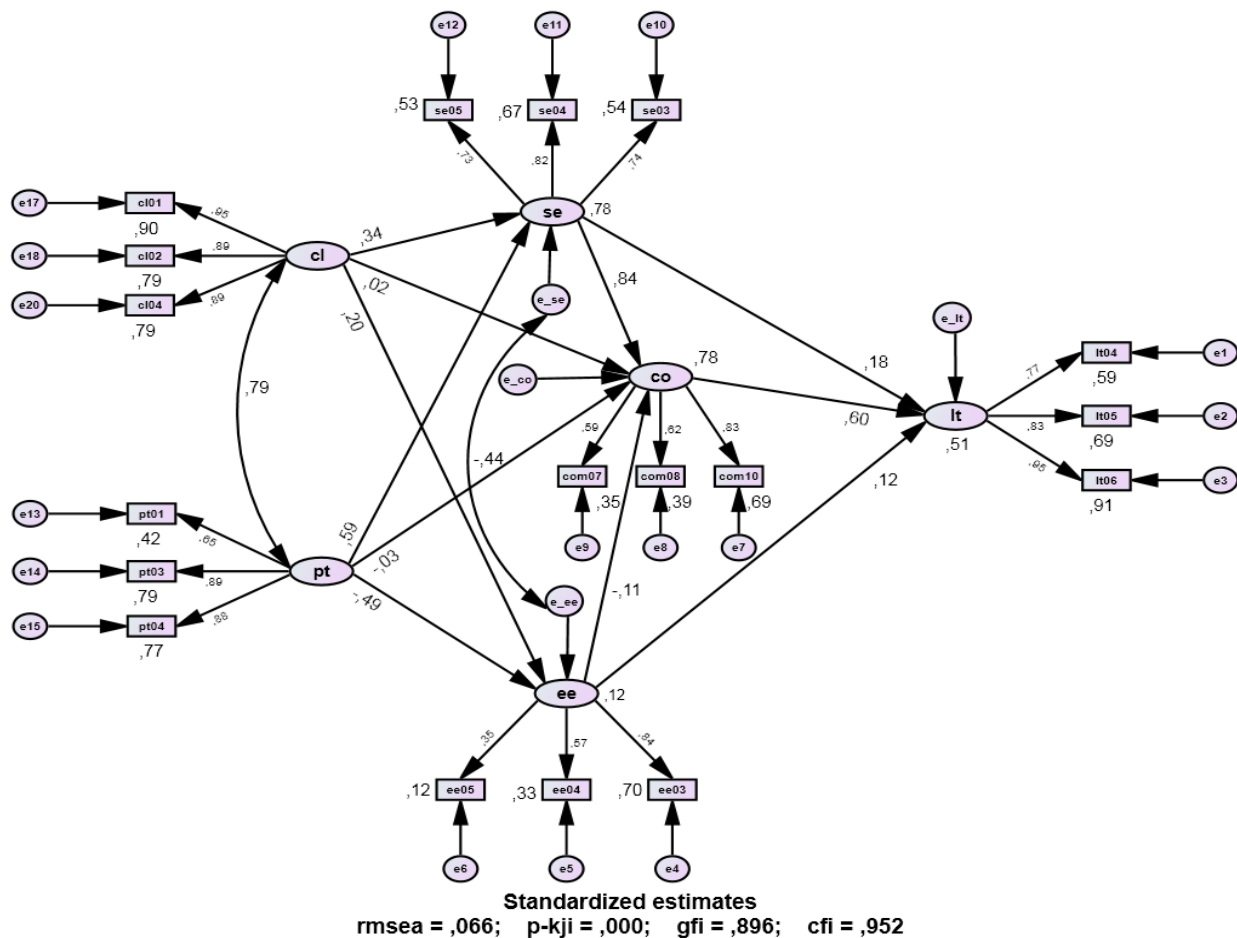 e12
e11
e10
,53
se05
,67
se04
,54
se03
,73
,82
,74
e17
cl01
,95
,90
se
,78
e18
cl02
,89
cl
,34
,79
e20
cl04
,89
,79
,02
,84
e_se
,20
e_lt
,79
e_co
co
,78
,18
lt04
e1
,77
,59
lt
,60
,83
lt05
e2
,69
,51
,95
lt06
e3
,91
,59
,62
,83
-,44
com07
com08
com10
,35
,39
,69
,12
e13
pt01
,65
,42
,59
-,03
e9
e8
e7
e14
pt03
,89
pt
,79
-,49
-,11
e_ee
e15
pt04
,88
,77
ee
,12
,35
,57
,84
,12
ee05
,33
ee04
,70
ee03
e6
e5
e4
Standardized estimates
rmsea = ,066; p-kji = ,000; gfi = ,896; cfi = ,952